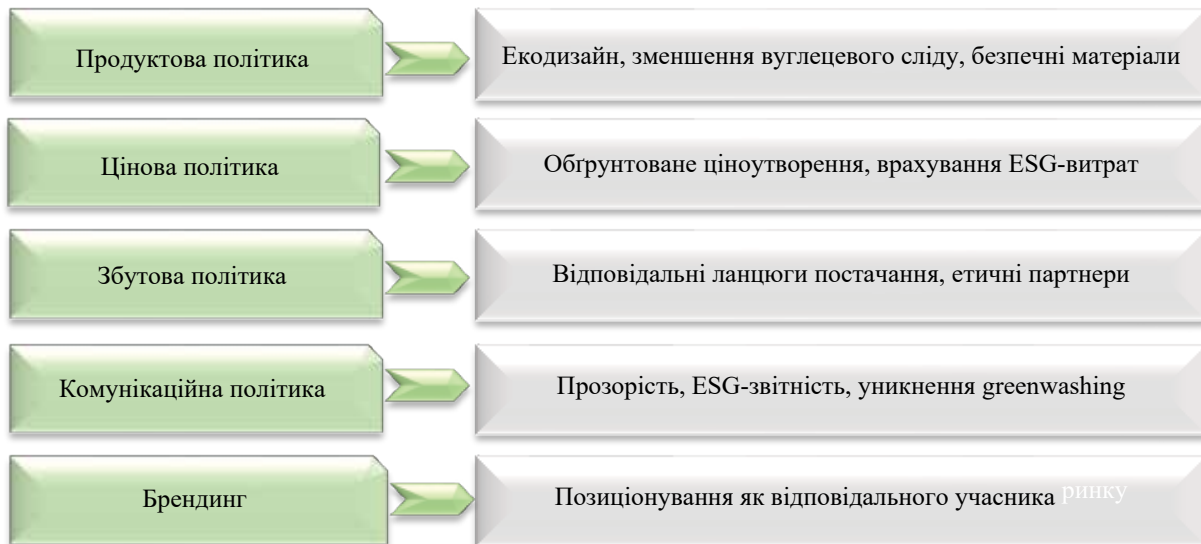 Продуктова політика
Екодизайн, зменшення вуглецевого сліду, безпечні матеріали
Цінова політика
Обґрунтоване ціноутворення, врахування ESG-витрат
Збутова політика
Відповідальні ланцюги постачання, етичні партнери
Комунікаційна політика
Прозорість, ESG-звітність, уникнення greenwashing
Брендинг
Позиціонування як відповідального учасника ринку